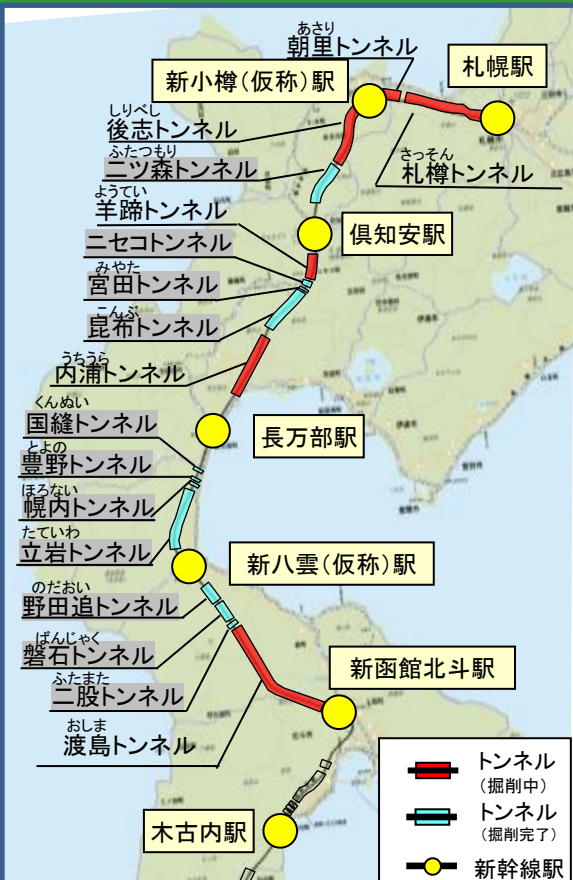 あさり
朝里トンネル
札幌駅
新小樽(仮称)駅
しりべし
後志トンネル
ふたつもり
二ツ森トンネル
さっそん
札樽トンネル
ようてい
羊蹄トンネル
倶知安駅
ニセコトンネル
みやた
宮田トンネル
こんぶ
昆布トンネル
うちうら
内浦トンネル
くんぬい
国縫トンネル
長万部駅
とよの
豊野トンネル
ほろない
幌内トンネル
たていわ
立岩トンネル
新八雲(仮称)駅
のだおい
野田追トンネル
ばんじゃく
磐石トンネル
ふたまた
二股トンネル
新函館北斗駅
おしま
渡島トンネル
木古内駅
トンネル
(掘削中)
トンネル
(掘削完了)
新幹線駅